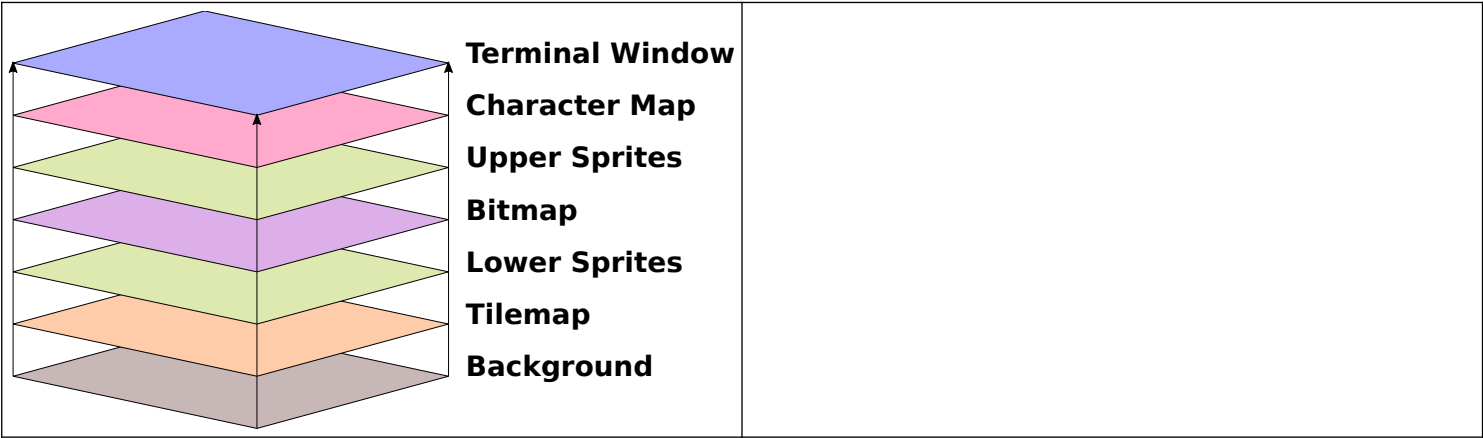 Terminal Window
Character Map
Upper Sprites
Bitmap
Lower Sprites
Tilemap
Background